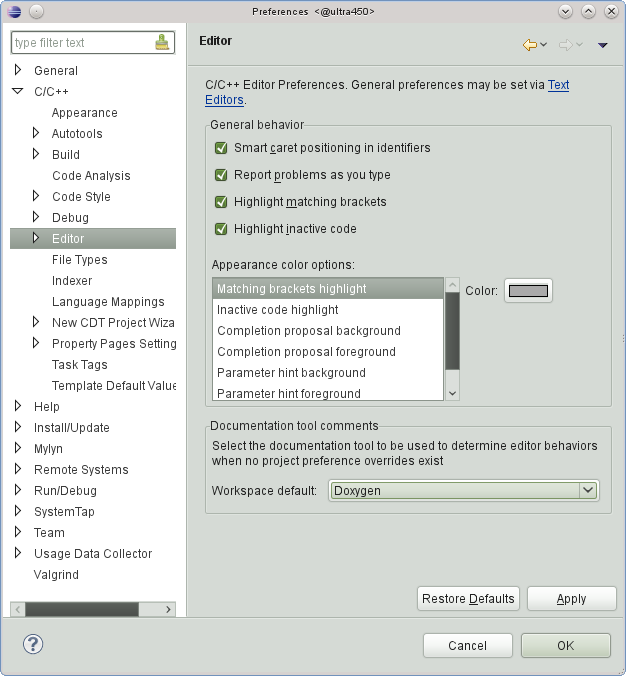 Preferences <@ultra450>
type filter text
General
C/C++
Appearance
Autotools
Build
Code Analysis
Code Style
Debug
Editor
File Types
Indexer
Language Mappings
New CDT Project Wiza
Property Pages Setting
Task Tags
Template Default Value
Help
Install/Update
Mylyn
Remote Systems
Run/Debug
SystemTap
Team
Usage Data Collector
Valgrind
Editor
C/C++ Editor Preferences. General preferences may be set via Text
Editors.
General behavior
Smart caret positioning in identifiers
Report problems as you type
Highlight matching brackets
Highlight inactive code
Appearance color options:
Matching brackets highlight
Inactive code highlight
Completion proposal background
Completion proposal foreground
Parameter hint background
Parameter hint foreground
Color:
Documentation tool comments
Select the documentation tool to be used to determine editor behaviors
when no project preference overrides exist
Workspace default: Doxygen
Restore Defaults Apply
? Cancel OK